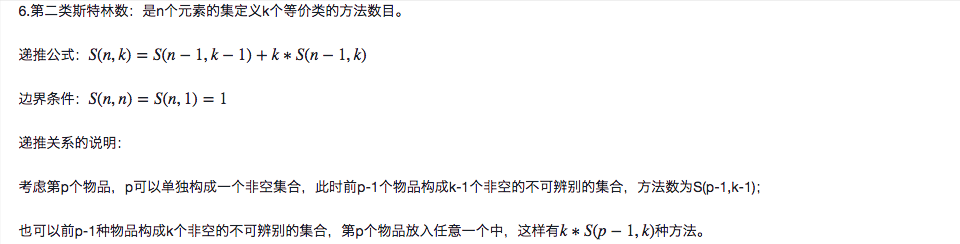 6.第二类斯特林数：是n个元素的集定义k个等价类的方法数目。
递推公式：S(n, k) = S(n − 1, k − 1) + k ∗ S(n − 1, k)
边界条件：S(n, n) = S(n, 1) = 1
递推关系的说明：
考虑第p个物品，p可以单独构成一个非空集合，此时前p-1个物品构成k-1个非空的不可辨别的集合，方法数为S(p-1,k-1)；
也可以前p-1种物品构成k个非空的不可辨别的集合，第p个物品放入任意一个中，这样有k ∗ S(p − 1, k)种方法。